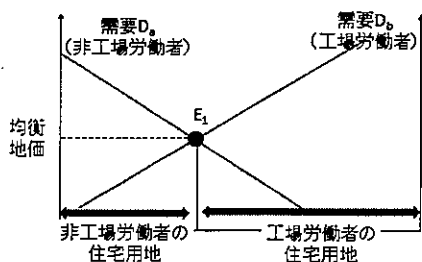 需要Da
(非工場労働者)
需要Db
(工場労働者)
E1
均衡
地価
非工場労働者の
住宅用地
工場労働者の
住宅用地